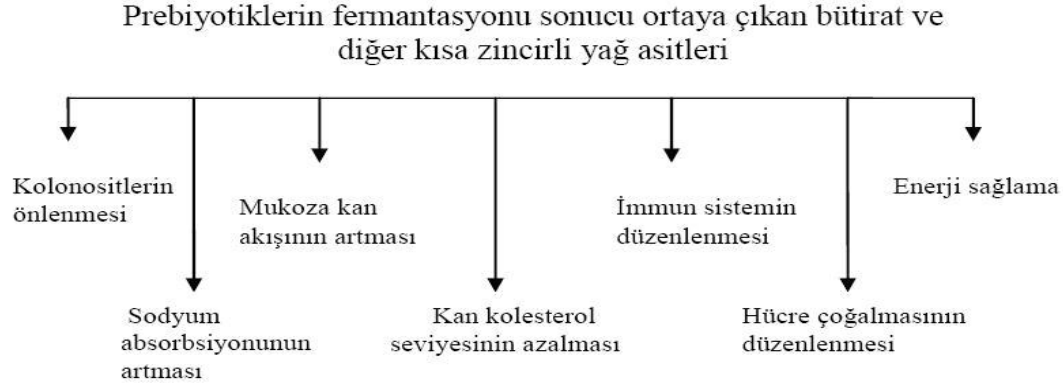 Prebiyotiklerin fermantasyonu sonucu ortaya çıkan bütirat ve
diğer kısa zincirli yağ asitleri
Kolonositlerin
önlenmesi
Sodyum
absorbsiyonunun
artması
Mukoza kan
akışının artması
Kan kolesterol
seviyesinin azalması
İmmun sistemin
düzenlenmesi
Hücre çoğalmasının
düzenlenmesi
Enerji sağlama